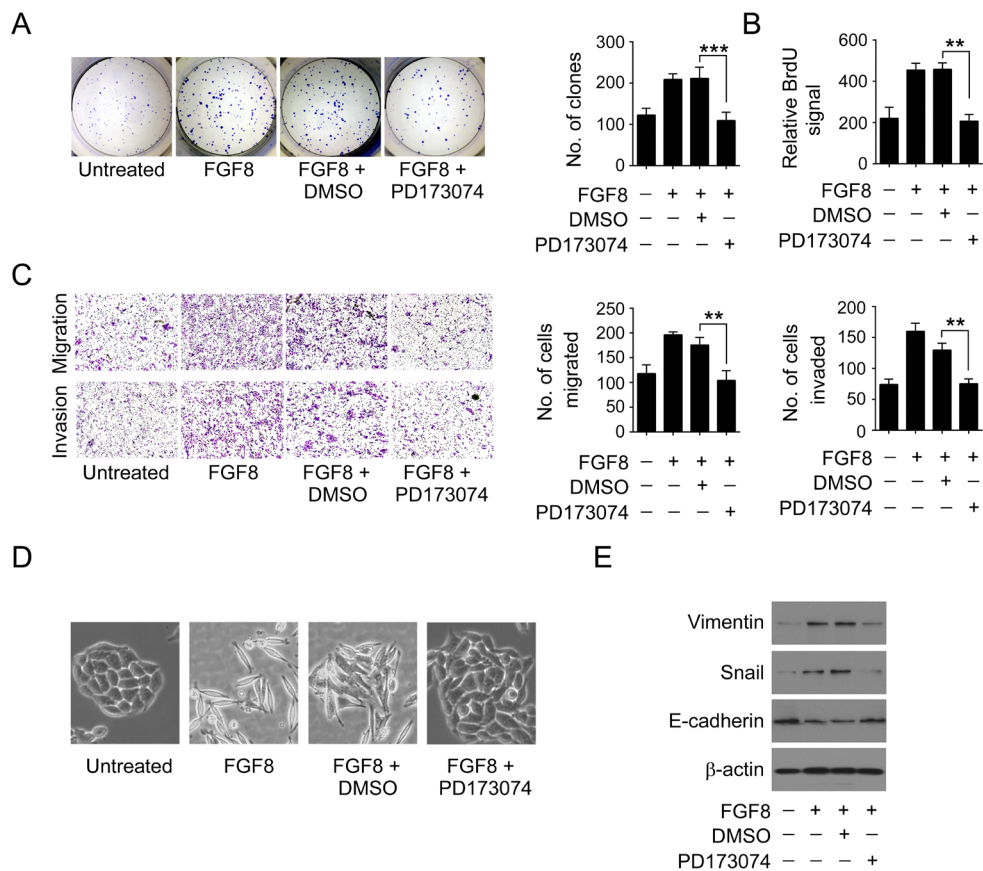 A
Untreated
FGF8
FGF8 +
DMSO
FGF8 +
PD173074
No. of clones
300
200
100
0
***
FGF8 – + + +
DMSO – – + –
PD173074 – – – +
B
Relative BrdU
signal
600
400
200
0
**
FGF8 – + + +
DMSO – – + –
PD173074 – – – +
C
Migration
Invasion
Untreated
FGF8
FGF8 +
DMSO
FGF8 +
PD173074
No. of cells
migrated
250
200
150
100
50
0
**
FGF8 – + + +
DMSO – – + –
PD173074 – – – +
No. of cells
invaded
200
150
100
50
0
**
FGF8 – + + +
DMSO – – + –
PD173074 – – – +
D
Untreated
FGF8
FGF8 +
DMSO
FGF8 +
PD173074
E
Vimentin
Snail
E-cadherin
β-actin
FGF8 – + + +
DMSO – – + –
PD173074 – – – +